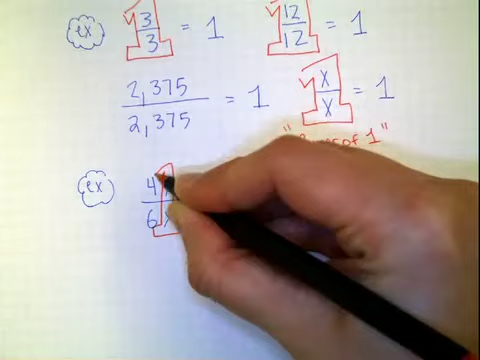 ex 3/3 = 1 12/12 = 1
2,375/2,375 = 1 x/x = 1
of 1"
ex 4
6